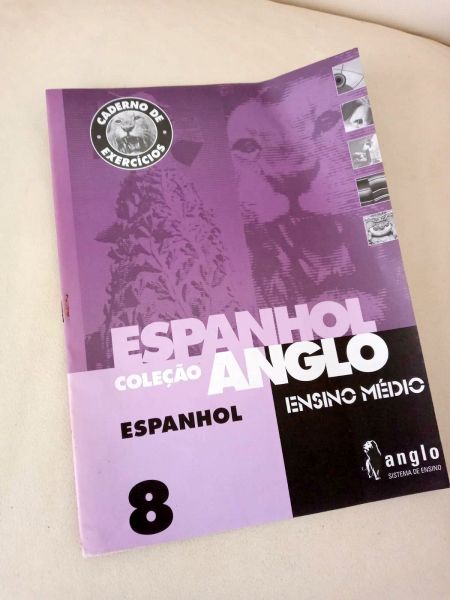 CADERNO DE
EXERCÍCIOS
ESPANHOL
COLEÇÃO ANGLO
ENSINO MÉDIO
ESPANHOL
8
anglo
SISTEMA DE ENSINO